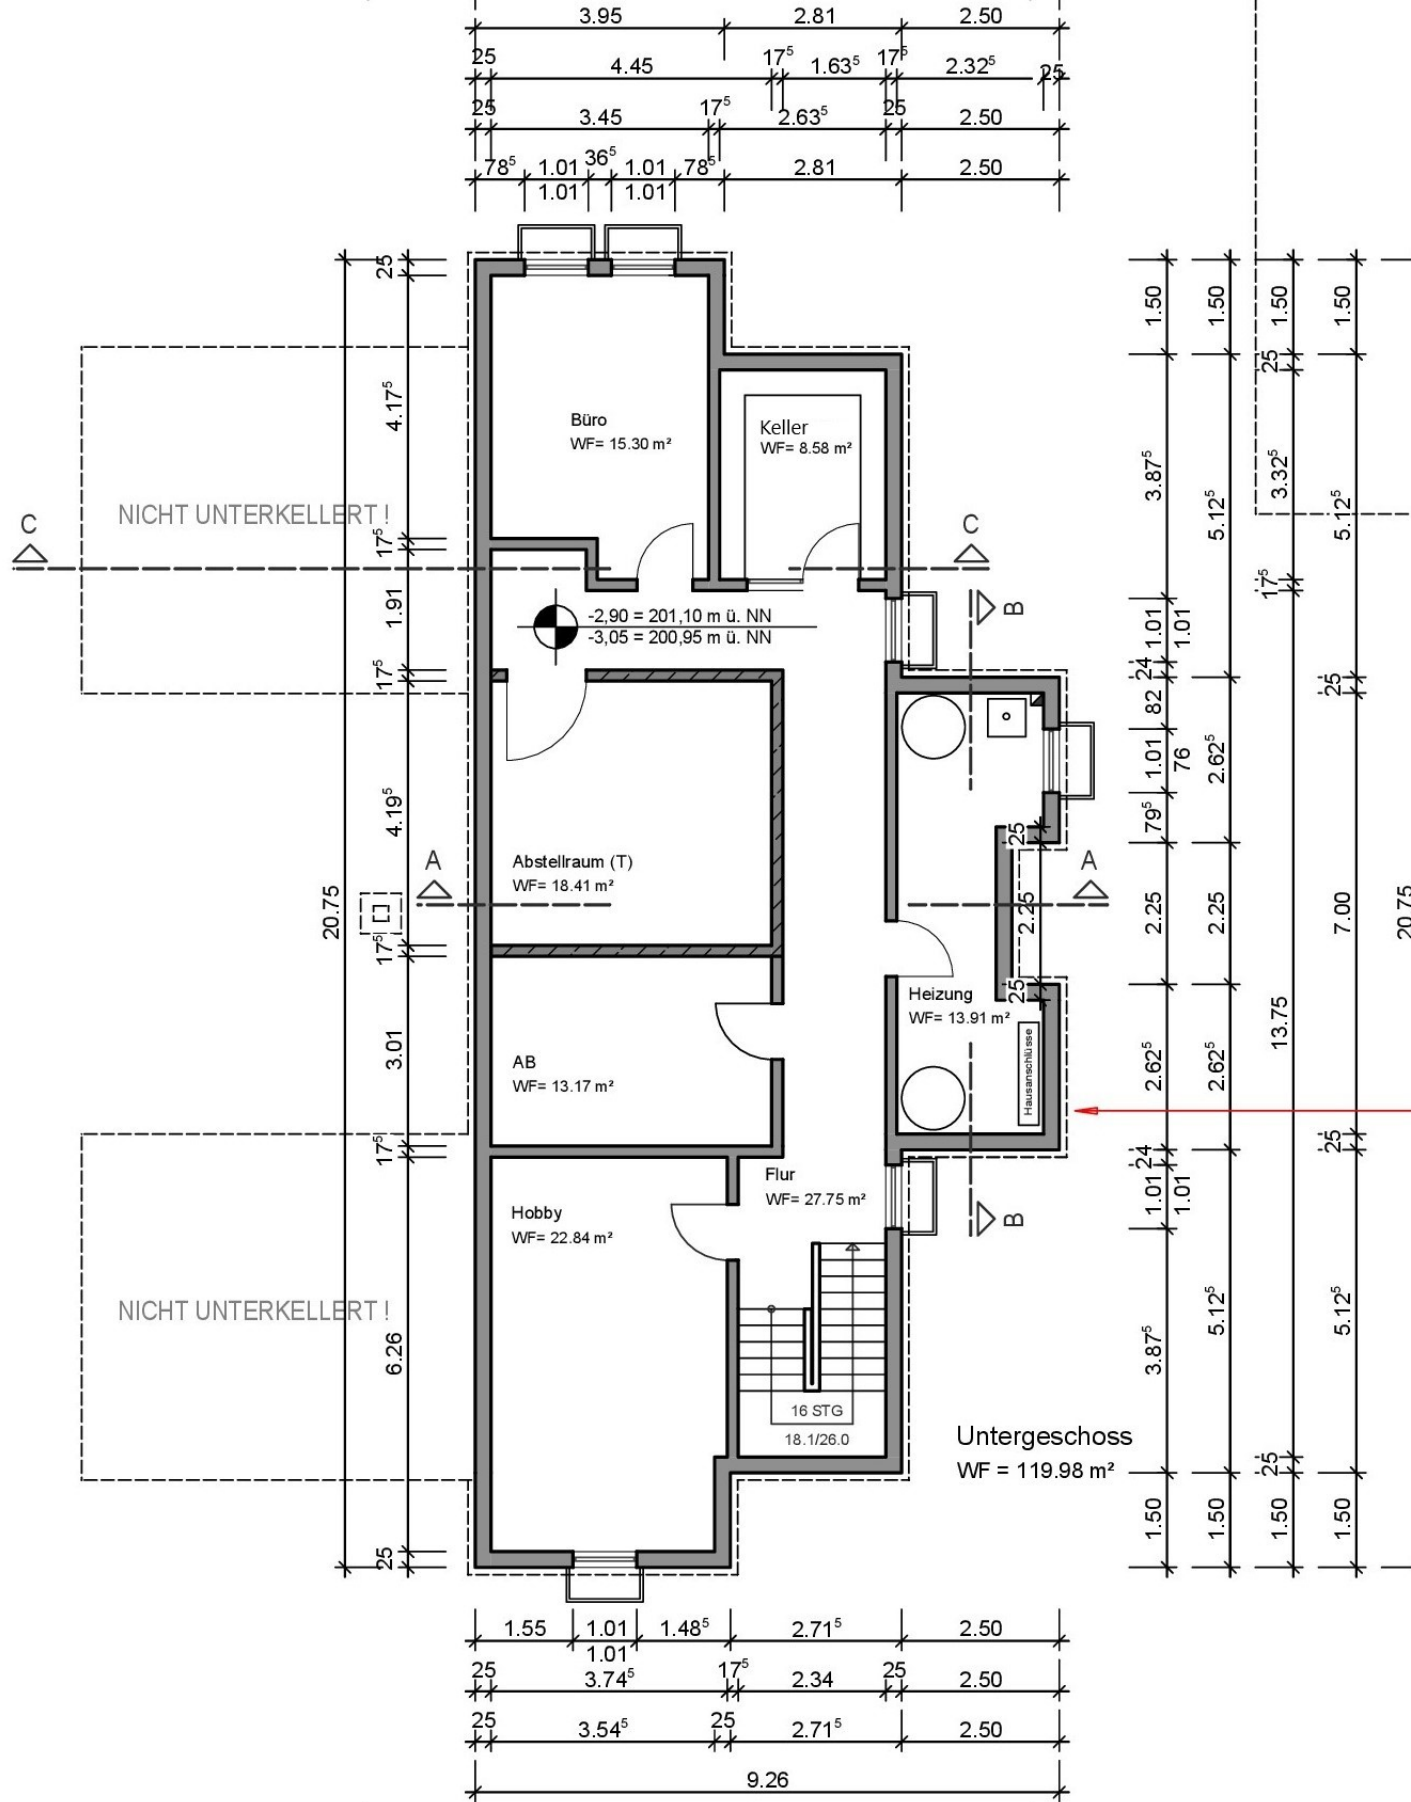 3.95 2.81 2.50
25 4.45 17⁵ 1.63⁵ 17⁵ 2.32⁵ 25
25 3.45 17⁵ 2.63⁵ 25 2.50
78⁵ 1.01 36⁵ 1.01 78⁵ 2.81 2.50
1.01 1.01
20.75
25
4.17⁵
17⁵
1.91
17⁵
4.19⁵
17⁵
3.01
17⁵
6.26
25
NICHT UNTERKELLERT !
C
C
Büro
WF= 15.30 m²
Keller
WF= 8.58 m²
-2,90 = 201,10 m ü. NN
-3,05 = 200,95 m ü. NN
B
Abstellraum (T)
WF= 18.41 m²
A
A
25
2.25
25
Heizung
WF= 13.91 m²
Hausanschlüsse
AB
WF= 13.17 m²
Flur
WF= 27.75 m²
B
Hobby
WF= 22.84 m²
NICHT UNTERKELLERT !
16 STG
18.1/26.0
Untergeschoss
WF = 119.98 m²
1.50
3.87⁵
1.01
1.01
24
82
1.01
76
79⁵
2.25
2.62⁵
24
1.01
1.01
3.87⁵
1.50
1.50
5.12⁵
2.62⁵
2.25
2.62⁵
5.12⁵
1.50
1.50
25
3.32⁵
17⁵
13.75
25
1.50
1.50
5.12⁵
25
7.00
25
5.12⁵
1.50
20.75
1.55 1.01 1.48⁵ 2.71⁵ 2.50
1.01
25 3.74⁵ 17⁵ 2.34 25 2.50
25 3.54⁵ 25 2.71⁵ 2.50
9.26